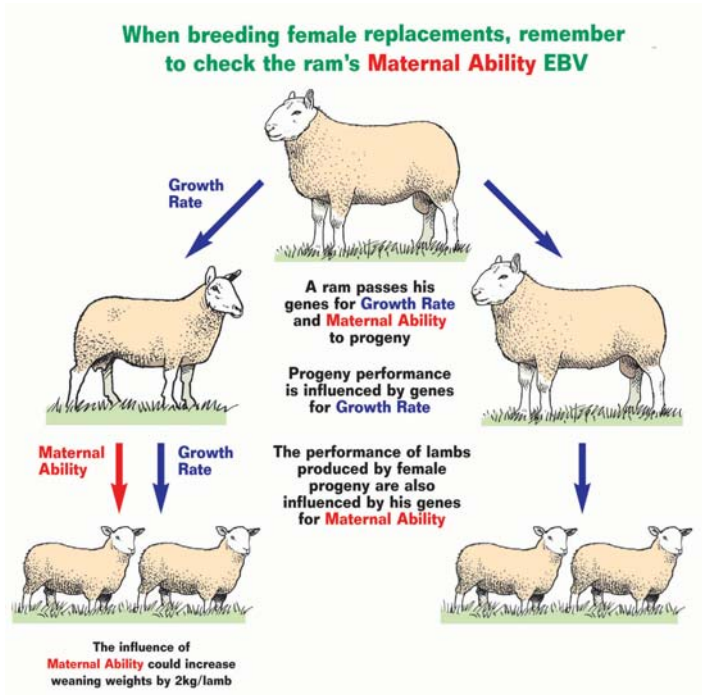 When breeding female replacements, remember
to check the ram's Maternal Ability EBV
Growth
Rate
A ram passes his
genes for Growth Rate
and Maternal Ability
to progeny
Progeny performance
is influenced by genes
for Growth Rate
Maternal
Ability
Growth
Rate
The performance of lambs
produced by female
progeny are also
influenced by his genes
for Maternal Ability
The influence of
Maternal Ability could increase
weaning weights by 2kg/lamb